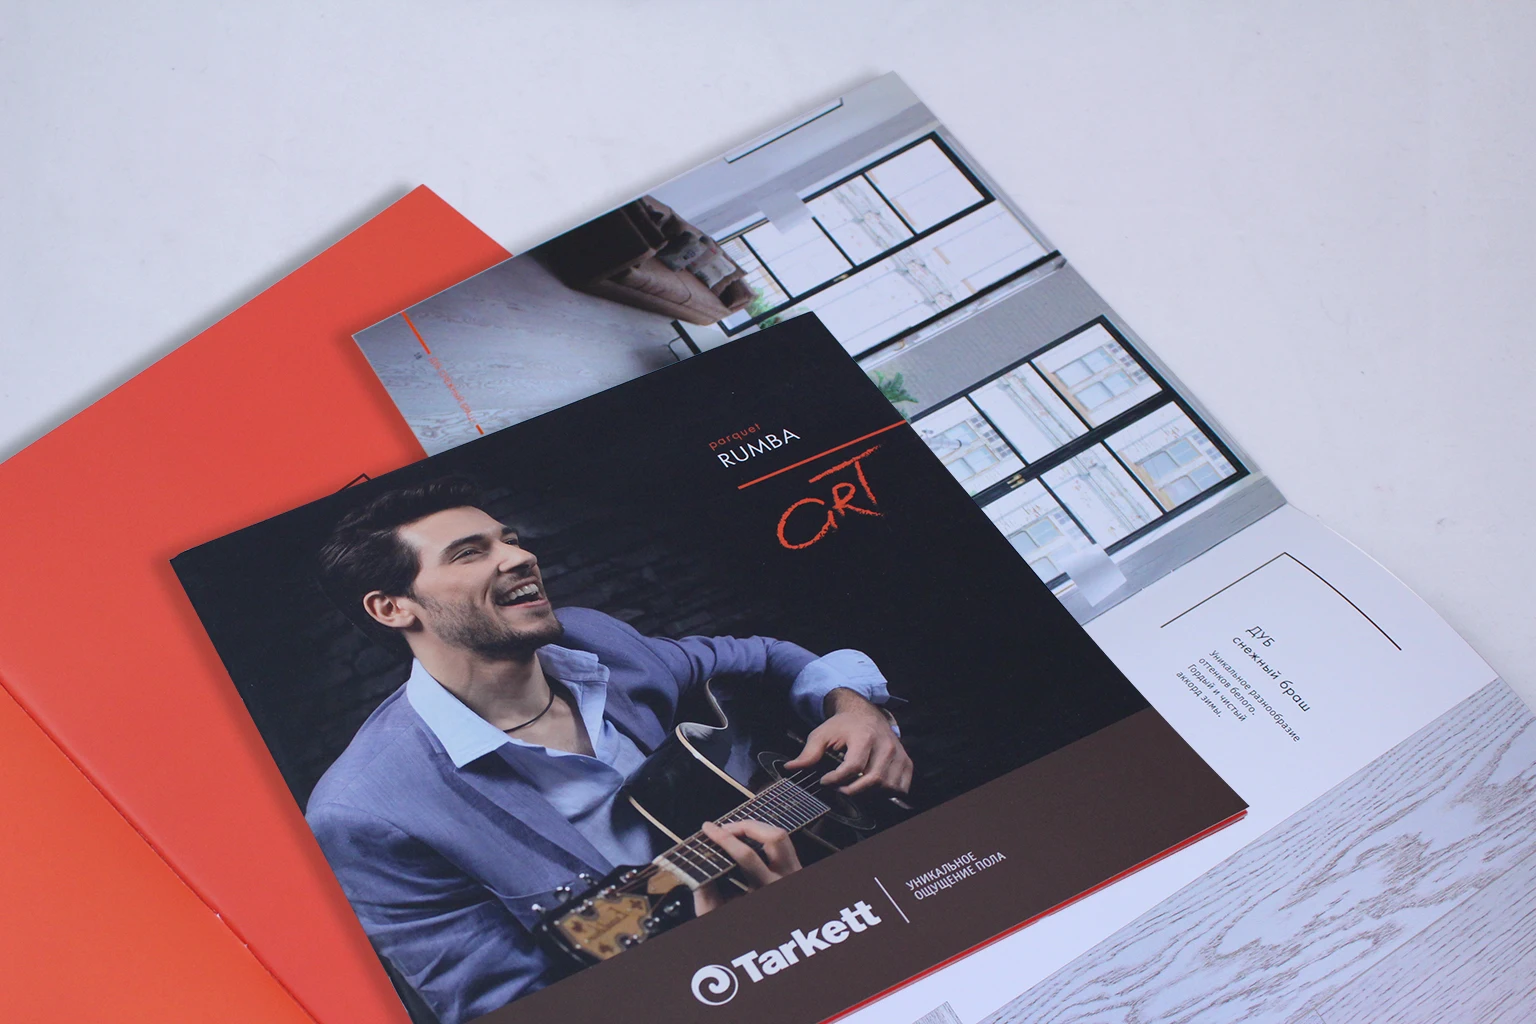 parquet
RUMBA
ART
Tarkett
УНИКАЛЬНОЕ
ОЩУЩЕНИЕ ПОЛА
ДУБ
снежный браш
Уникальное разнообразие
оттенков белого.
Гордый и чистый
аккорд зимы.